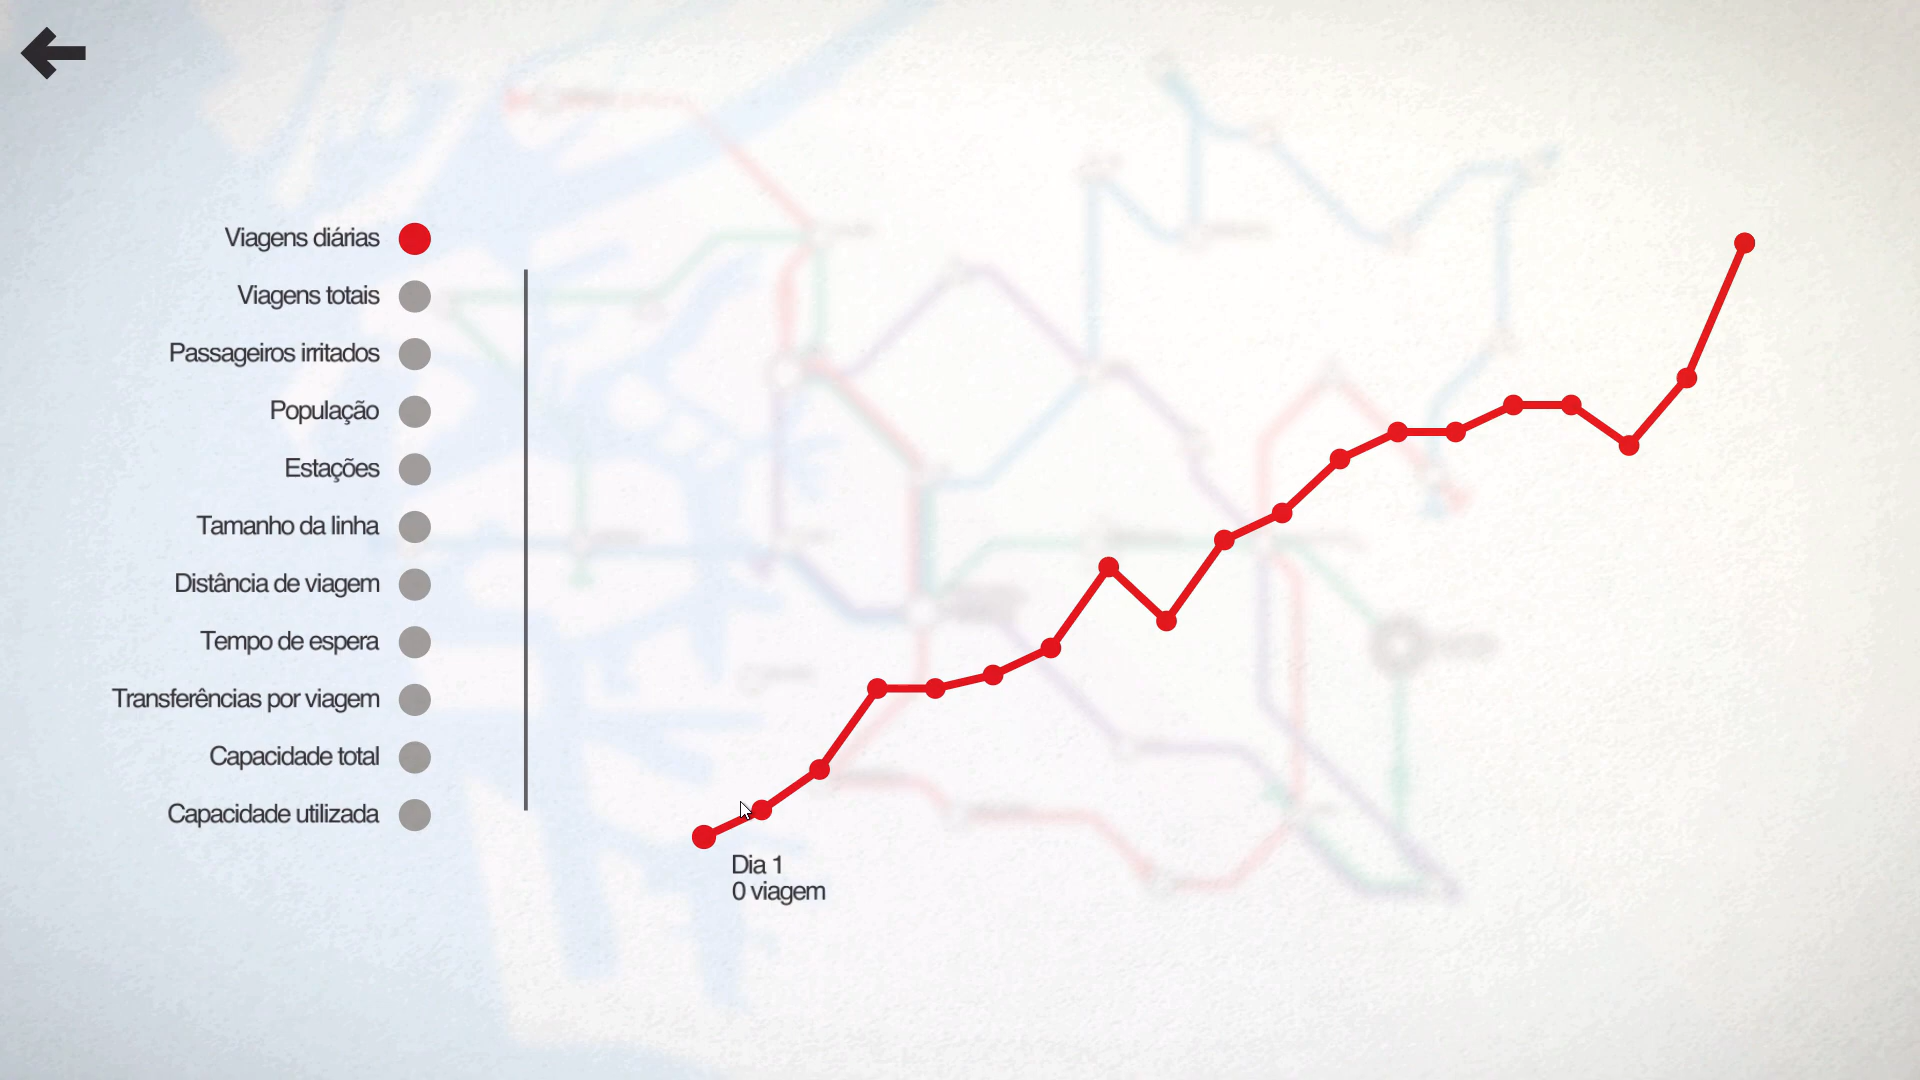 Viagens diárias
Viagens totais
Passageiros irritados
População
Estações
Tamanho da linha
Distância de viagem
Tempo de espera
Transferências por viagem
Capacidade total
Capacidade utilizada
Dia 1
0 viagem